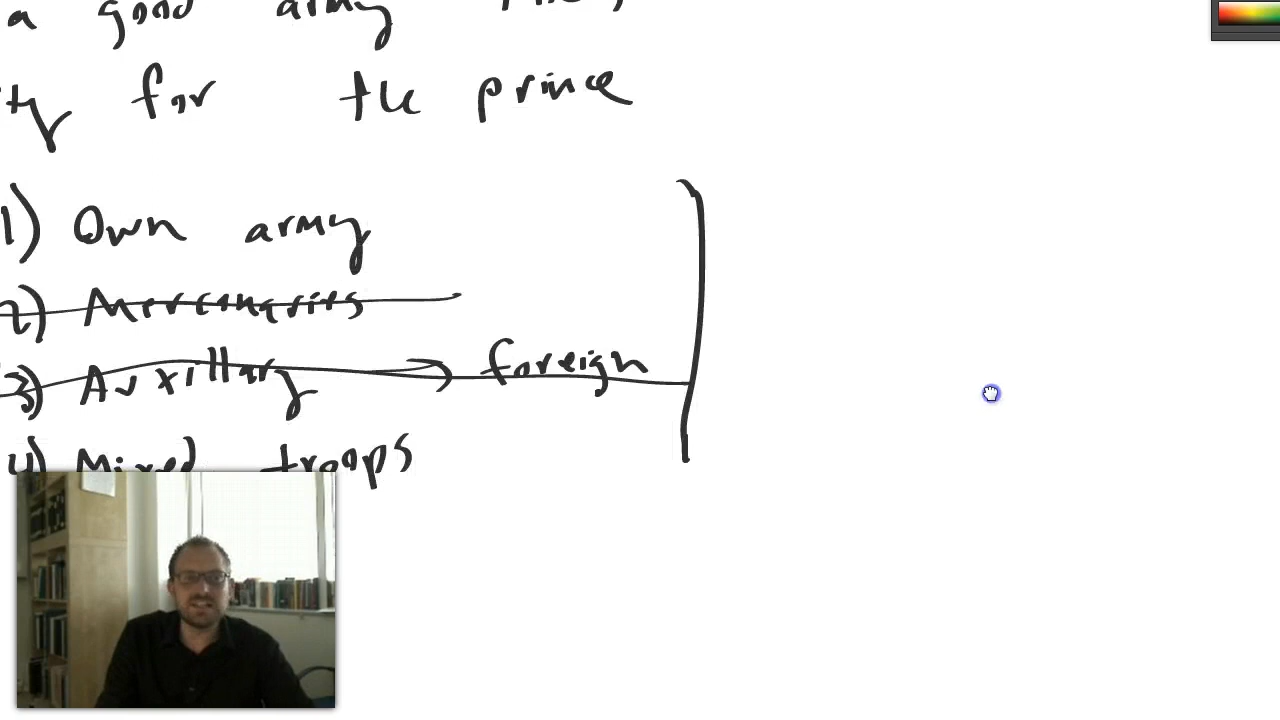 a good army
for the prince
1) Own army
2) Mercenaries
3) Auxillary → foreign
4) Mixed troops